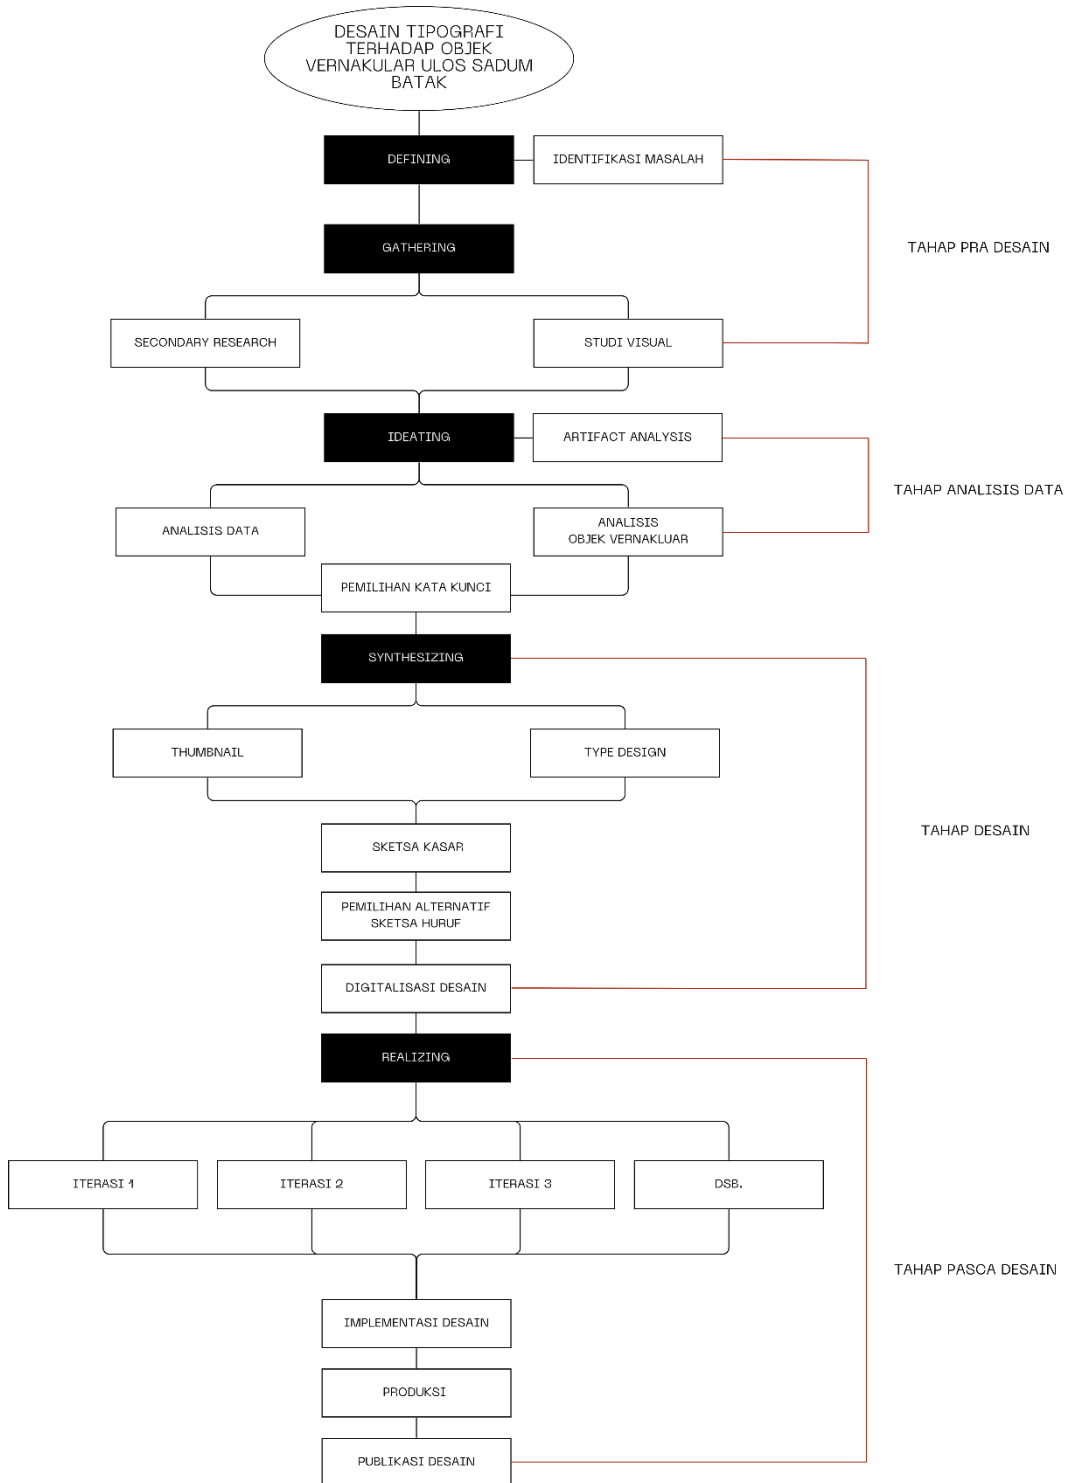 DESAIN TIPOGRAFI
TERHADAP OBJEK
VERNAKULAR ULOS SADUM
BATAK
DEFINING
IDENTIFIKASI MASALAH
TAHAP PRA DESAIN
GATHERING
SECONDARY RESEARCH
STUDI VISUAL
IDEATING
ARTIFACT ANALYSIS
TAHAP ANALISIS DATA
ANALISIS DATA
ANALISIS
OBJEK VERNAKLUAR
PEMILIHAN KATA KUNCI
SYNTHESIZING
THUMBNAIL
TYPE DESIGN
TAHAP DESAIN
SKETSA KASAR
PEMILIHAN ALTERNATIF
SKETSA HURUF
DIGITALISASI DESAIN
REALIZING
ITERASI 1
ITERASI 2
ITERASI 3
DSB.
TAHAP PASCA DESAIN
IMPLEMENTASI DESAIN
PRODUKSI
PUBLIKASI DESAIN